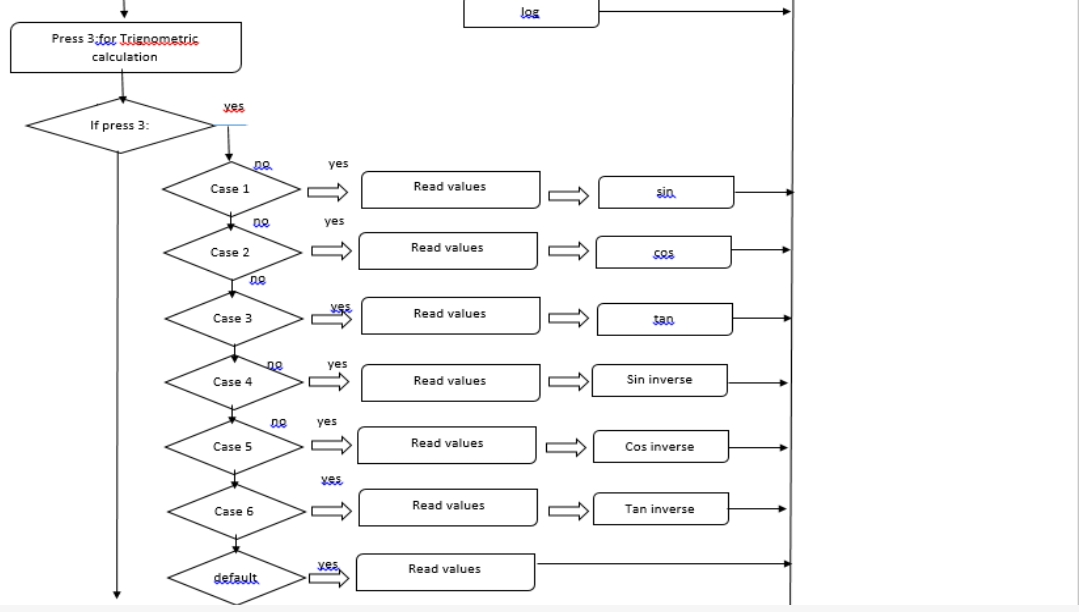 log
Press 3:for Trignometric
calculation
yes
If press 3:
no
yes
Case 1
Read values
sin
no
yes
Case 2
Read values
cos
no
yes
Case 3
Read values
tan
no
yes
Case 4
Read values
Sin inverse
no
yes
Case 5
Read values
Cos inverse
yes
Case 6
Read values
Tan inverse
yes
default
Read values